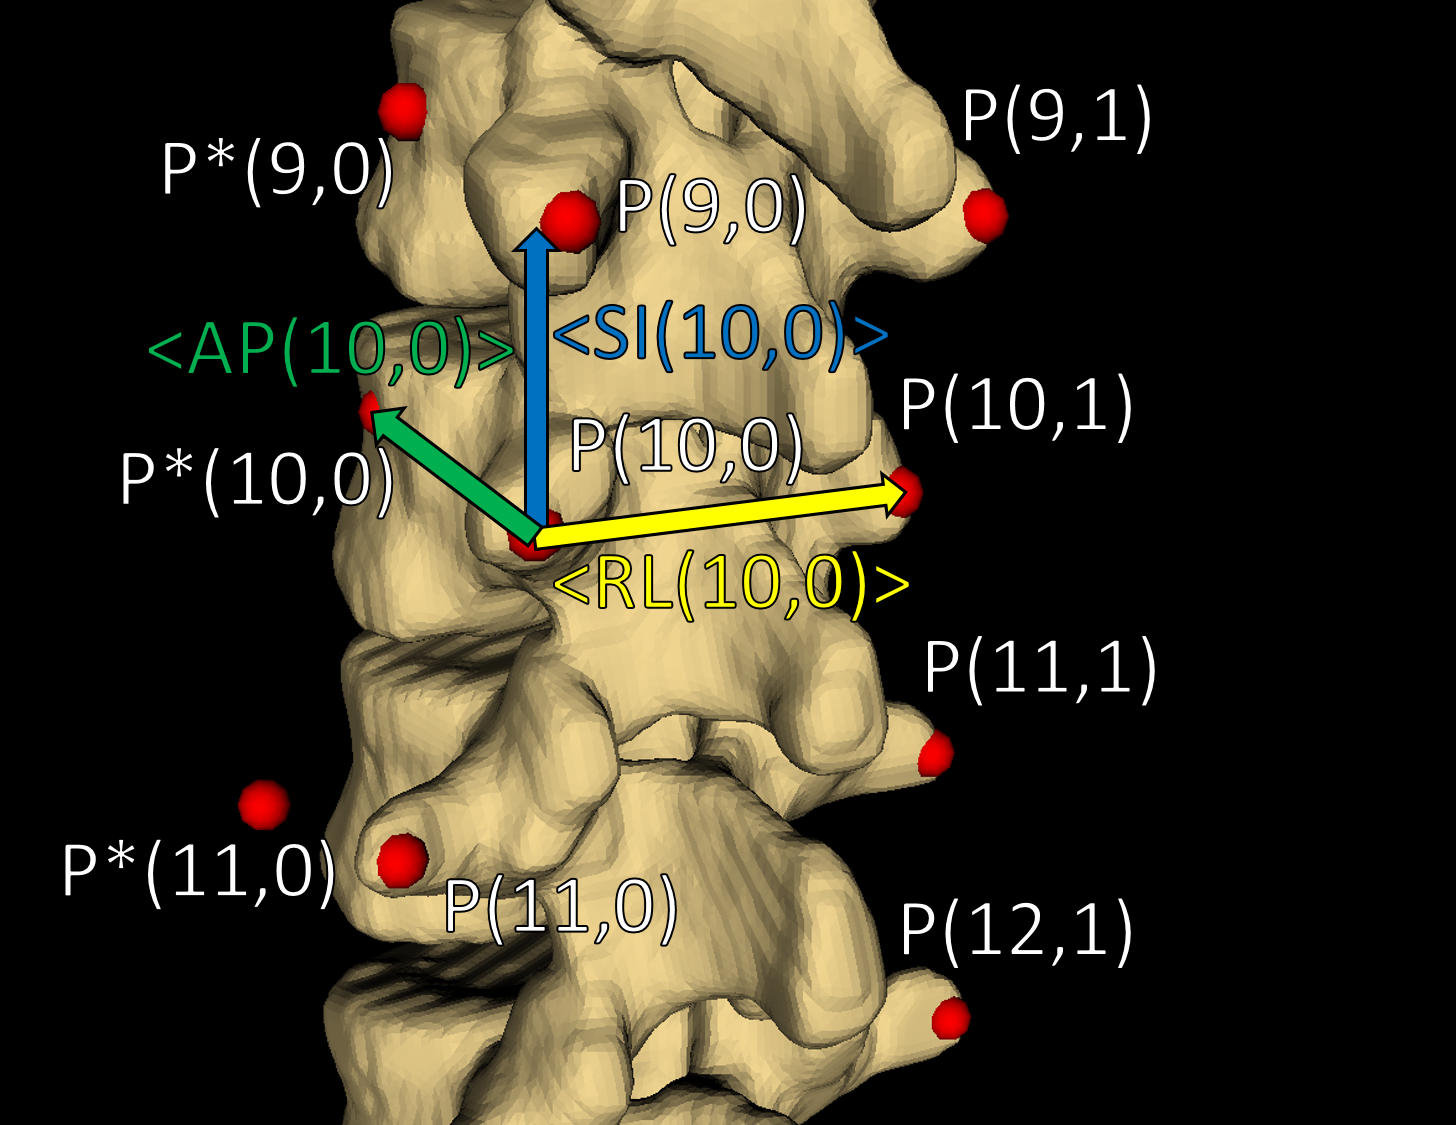 P(9,1)
P*(9,0)
P(9,0)
<SI(10,0)>
<AP(10,0)>
P(10,1)
P(10,0)
P*(10,0)
<RL(10,0)>
P(11,1)
P*(11,0)
P(11,0)
P(12,1)